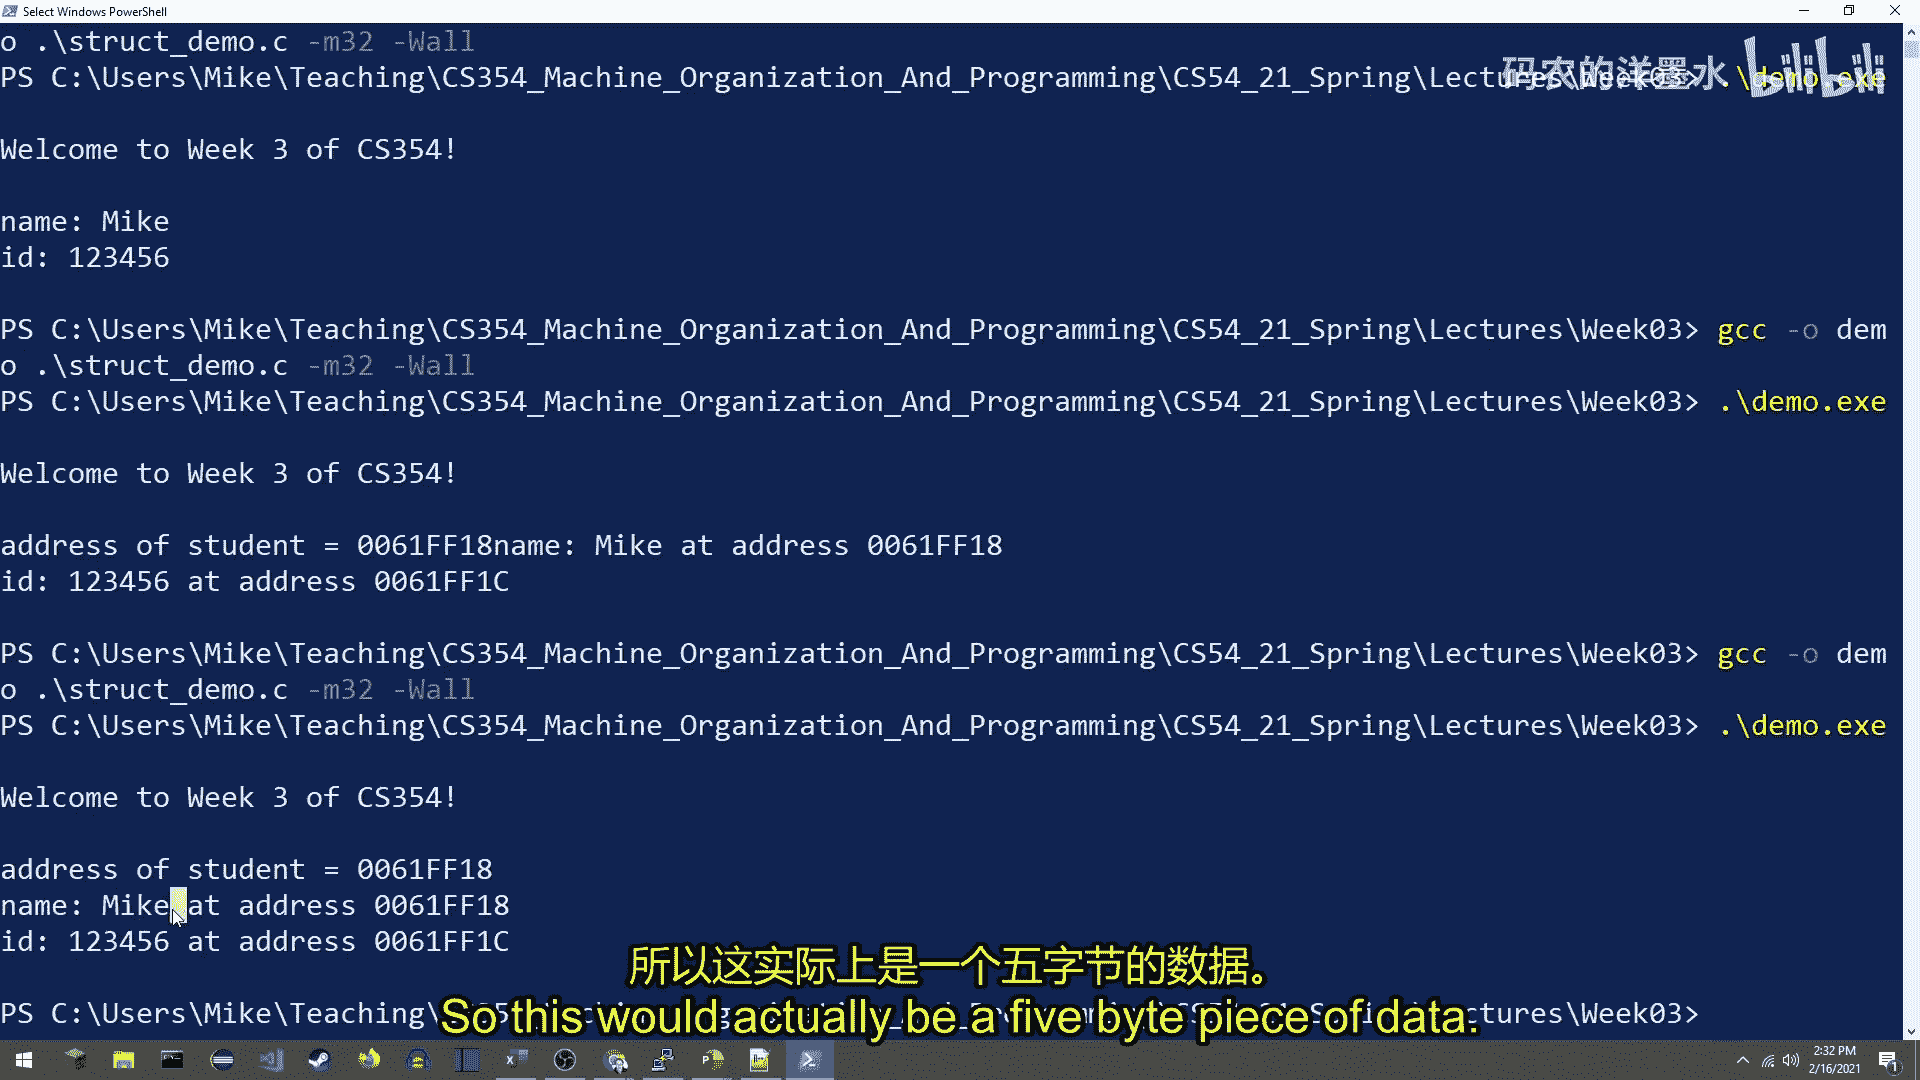 Select Windows PowerShell
o .\struct_demo.c -m32 -Wall
PS C:\Users\Mike\Teaching\CS354_Machine_Organization_And_Programming\CS54_21_Spring\Lectures\Week03> .\demo.exe
码农的洋墨水 bilibili
Welcome to Week 3 of CS354!
name: Mike
id: 123456
PS C:\Users\Mike\Teaching\CS354_Machine_Organization_And_Programming\CS54_21_Spring\Lectures\Week03> gcc -o dem
o .\struct_demo.c -m32 -Wall
PS C:\Users\Mike\Teaching\CS354_Machine_Organization_And_Programming\CS54_21_Spring\Lectures\Week03> .\demo.exe
Welcome to Week 3 of CS354!
address of student = 0061FF18name: Mike at address 0061FF18
id: 123456 at address 0061FF1C
PS C:\Users\Mike\Teaching\CS354_Machine_Organization_And_Programming\CS54_21_Spring\Lectures\Week03> gcc -o dem
o .\struct_demo.c -m32 -Wall
PS C:\Users\Mike\Teaching\CS354_Machine_Organization_And_Programming\CS54_21_Spring\Lectures\Week03> .\demo.exe
Welcome to Week 3 of CS354!
address of student = 0061FF18
name: Mike at address 0061FF18
id: 123456 at address 0061FF1C
所以这实际上是一个五字节的数据。
PS C:\Users\Mike\Teaching\
So this would actually be a five byte piece of data.
ctures\Week03>
2:32 PM
2/16/2021